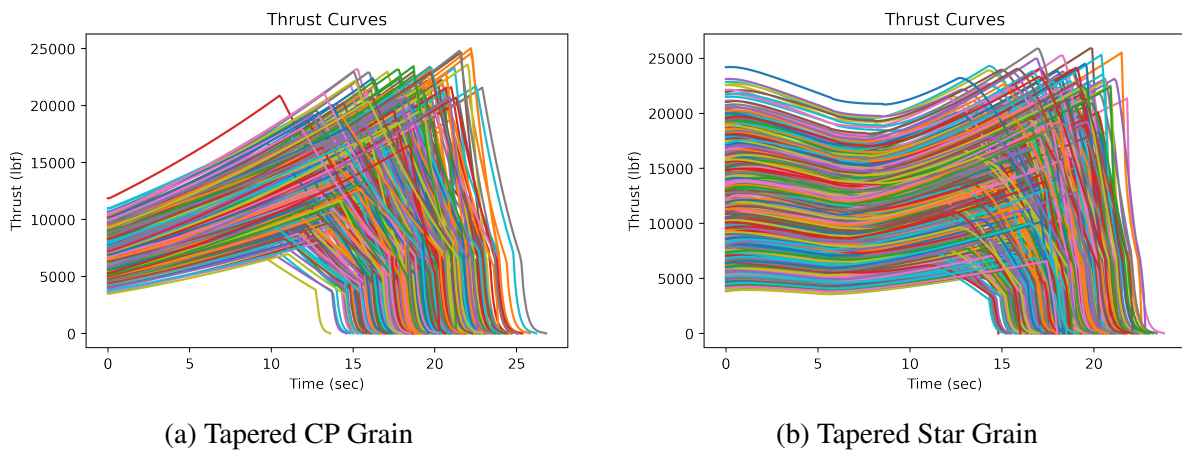 Thrust Curves
25000
20000
15000
10000
5000
0
Thrust (lbf)
0 5 10 15 20 25
Time (sec)
(a) Tapered CP Grain
Thrust Curves
25000
20000
15000
10000
5000
0
Thrust (lbf)
0 5 10 15 20
Time (sec)
(b) Tapered Star Grain